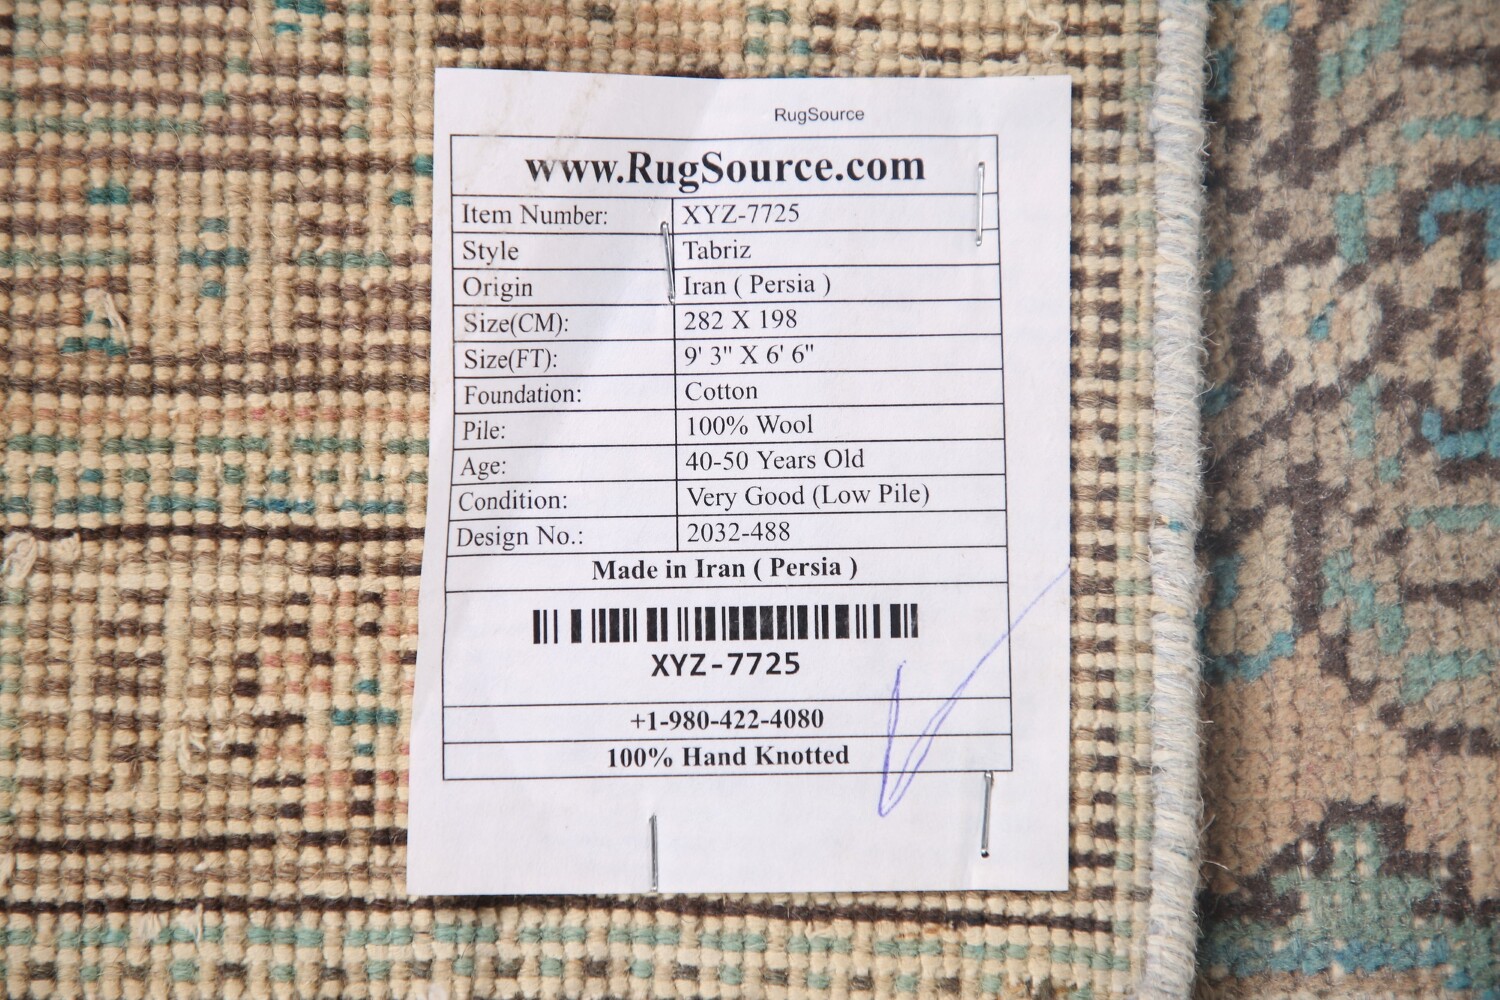 RugSource
www.RugSource.com
Item Number: XYZ-7725
Style Tabriz
Origin Iran ( Persia )
Size(CM): 282 X 198
Size(FT): 9' 3" X 6' 6"
Foundation: Cotton
Pile: 100% Wool
Age: 40-50 Years Old
Condition: Very Good (Low Pile)
Design No.: 2032-488
Made in Iran ( Persia )
XYZ-7725
+1-980-422-4080
100% Hand Knotted